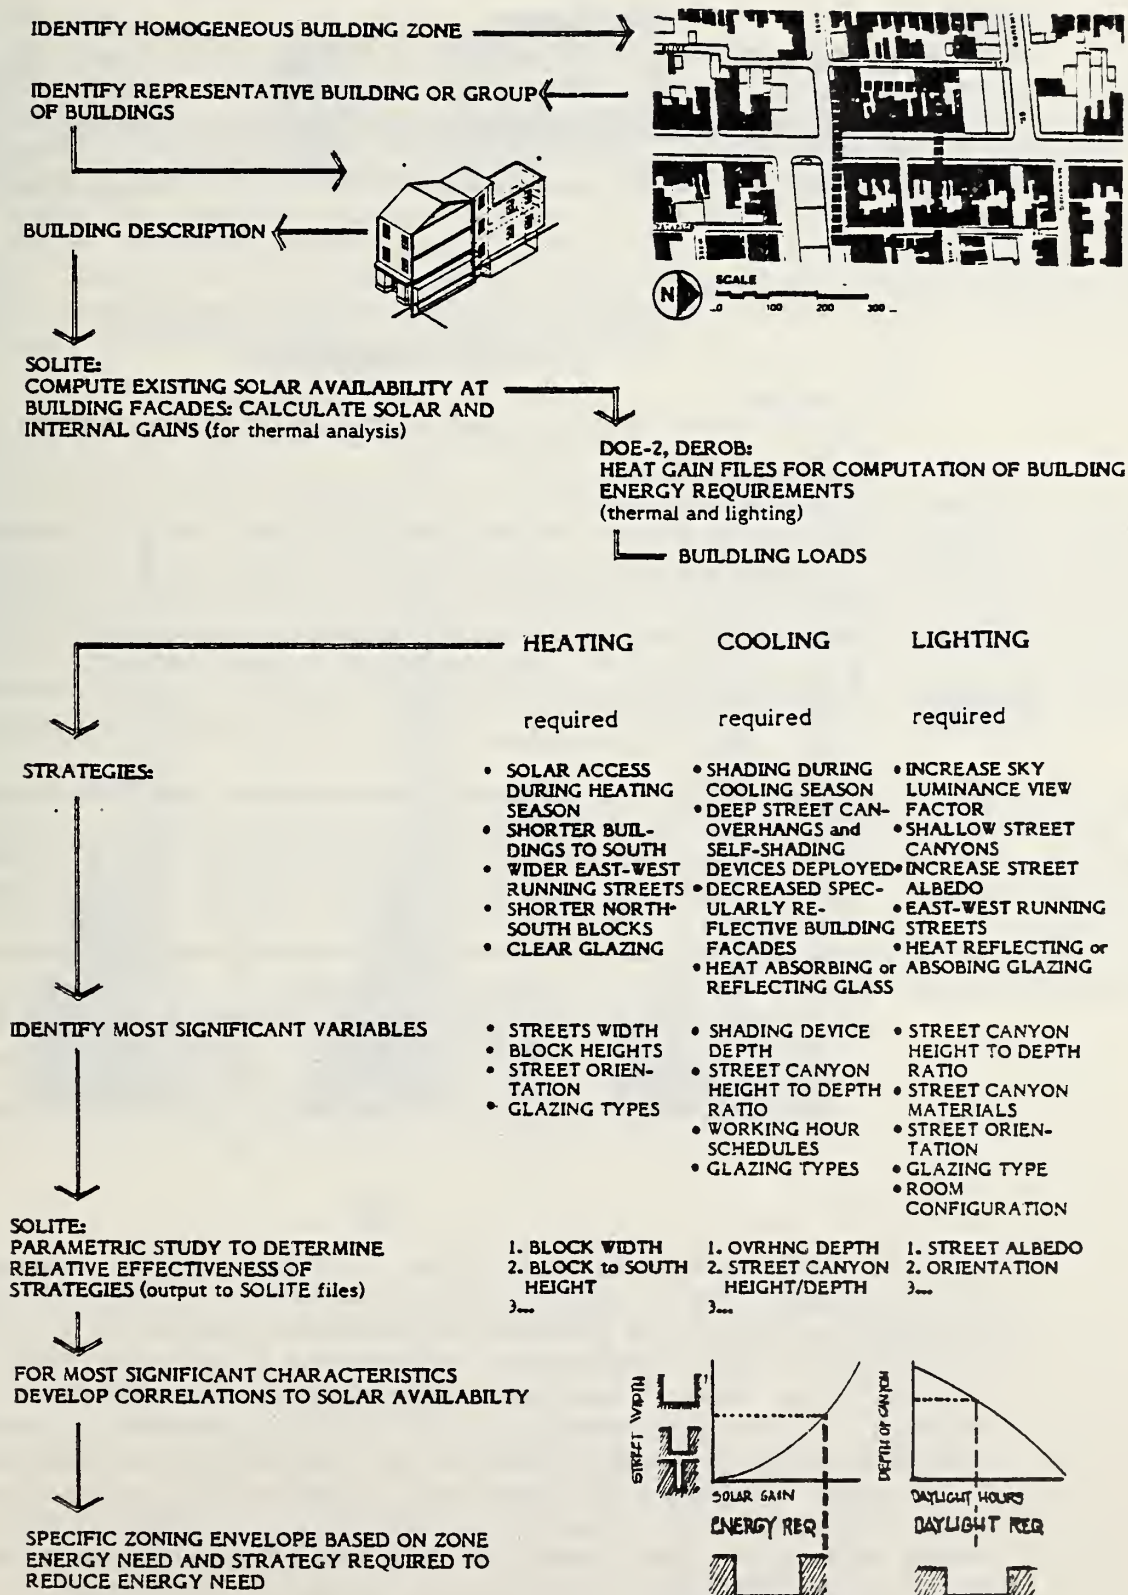 IDENTIFY HOMOGENEOUS BUILDING ZONE
IDENTIFY REPRESENTATIVE BUILDING OR GROUP
OF BUILDINGS
BUILDING DESCRIPTION
N
SCALE
0 100 200 300
SOLITE:
COMPUTE EXISTING SOLAR AVAILABILITY AT
BUILDING FACADES: CALCULATE SOLAR AND
INTERNAL GAINS (for thermal analysis)
DOE-2, DEROB:
HEAT GAIN FILES FOR COMPUTATION OF BUILDING
ENERGY REQUIREMENTS
(thermal and lighting)
BUILDLING LOADS
HEATING
required
COOLING
required
LIGHTING
required
STRATEGIES:
• SOLAR ACCESS
DURING HEATING
SEASON
• SHORTER BUIL-
DINGS TO SOUTH
• WIDER EAST-WEST
RUNNING STREETS
• SHORTER NORTH-
SOUTH BLOCKS
• CLEAR GLAZING
• SHADING DURING
COOLING SEASON
• DEEP STREET CAN-
OVERHANGS and
SELF-SHADING
DEVICES DEPLOYED
• DECREASED SPEC-
ULARLY RE-
FLECTIVE BUILDING
FACADES
• HEAT ABSORBING or
REFLECTING GLASS
• INCREASE SKY
LUMINANCE VIEW
FACTOR
• SHALLOW STREET
CANYONS
• INCREASE STREET
ALBEDO
• EAST-WEST RUNNING
STREETS
• HEAT REFLECTING or
ABSOBING GLAZING
IDENTIFY MOST SIGNIFICANT VARIABLES
• STREETS WIDTH
• BLOCK HEIGHTS
• STREET ORIEN-
TATION
• GLAZING TYPES
• SHADING DEVICE
DEPTH
• STREET CANYON
HEIGHT TO DEPTH
RATIO
• WORKING HOUR
SCHEDULES
• GLAZING TYPES
• STREET CANYON
HEIGHT TO DEPTH
RATIO
• STREET CANYON
MATERIALS
• STREET ORIEN-
TATION
• GLAZING TYPE
• ROOM
CONFIGURATION
SOLITE:
PARAMETRIC STUDY TO DETERMINE
RELATIVE EFFECTIVENESS OF
STRATEGIES (output to SOLITE files)
1. BLOCK WIDTH
2. BLOCK to SOUTH
HEIGHT
3...
1. OVRHNG DEPTH
2. STREET CANYON
HEIGHT/DEPTH
3...
1. STREET ALBEDO
2. ORIENTATION
3...
FOR MOST SIGNIFICANT CHARACTERISTICS
DEVELOP CORRELATIONS TO SOLAR AVAILABILTY
STREET WIDTH
SOLAR GAIN
ENERGY REQ
DEPTH OF CANYON
DAYLIGHT HOURS
DAYLIGHT REQ
SPECIFIC ZONING ENVELOPE BASED ON ZONE
ENERGY NEED AND STRATEGY REQUIRED TO
REDUCE ENERGY NEED